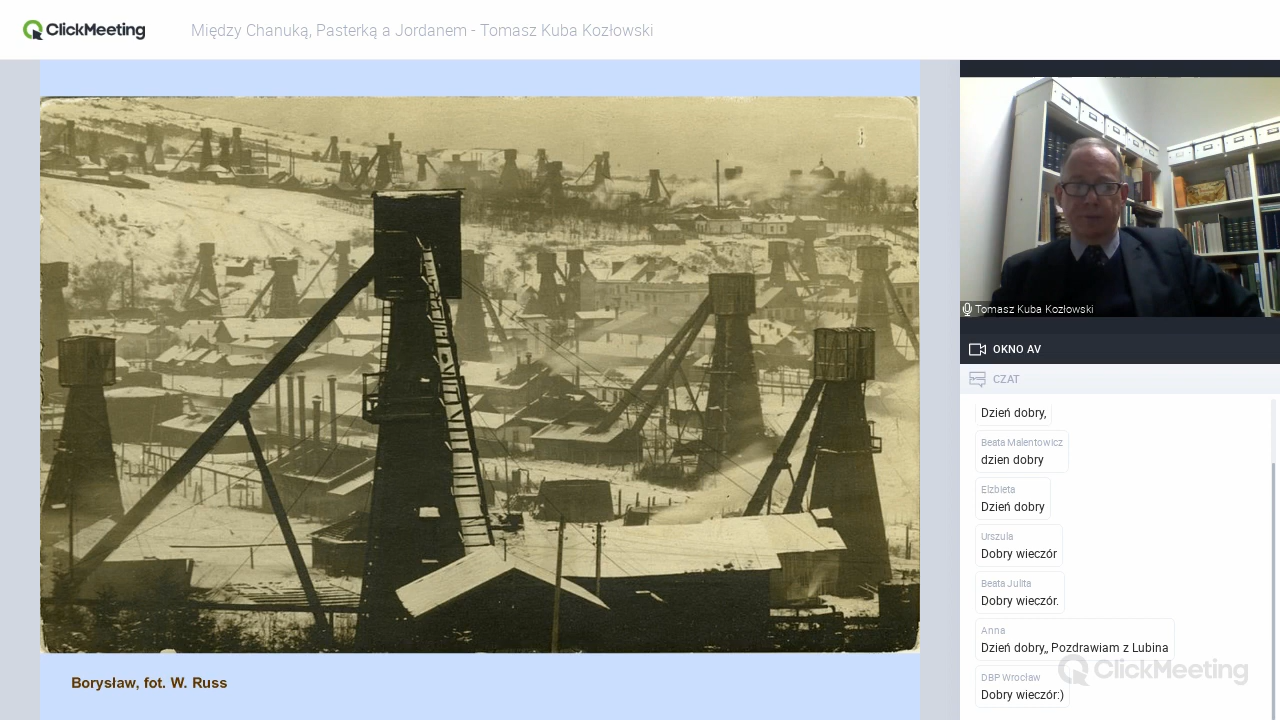 ClickMeeting
Między Chanuką, Pasterką a Jordanem - Tomasz Kuba Kozłowski
Borysław, fot. W. Russ
Tomasz Kuba Kozłowski
OKNO AV
CZAT
Dzień dobry,
Beata Malentowicz
dzien dobry
Elzbieta
Dzień dobry
Urszula
Dobry wieczór
Beata Julita
Dobry wieczór.
Anna
Dzień dobry,, Pozdrawiam z Lubina
DBP Wrocław
Dobry wieczór:)
ClickMeeting